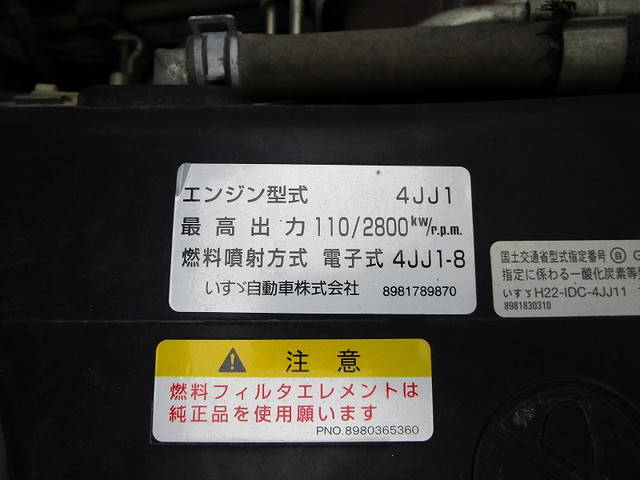 エンジン型式 4JJ1
最高出力 110/2800kw/r.p.m.
燃料噴射方式 電子式 4JJ1-8
いすゞ自動車株式会社 8981789870
国土交通省型式指定番号
指定に係わる一酸化炭素等
いすゞH22-IDC-4JJ11
8981830310
注意
燃料フィルタエレメントは
純正品を使用願います
PNO.8980365360